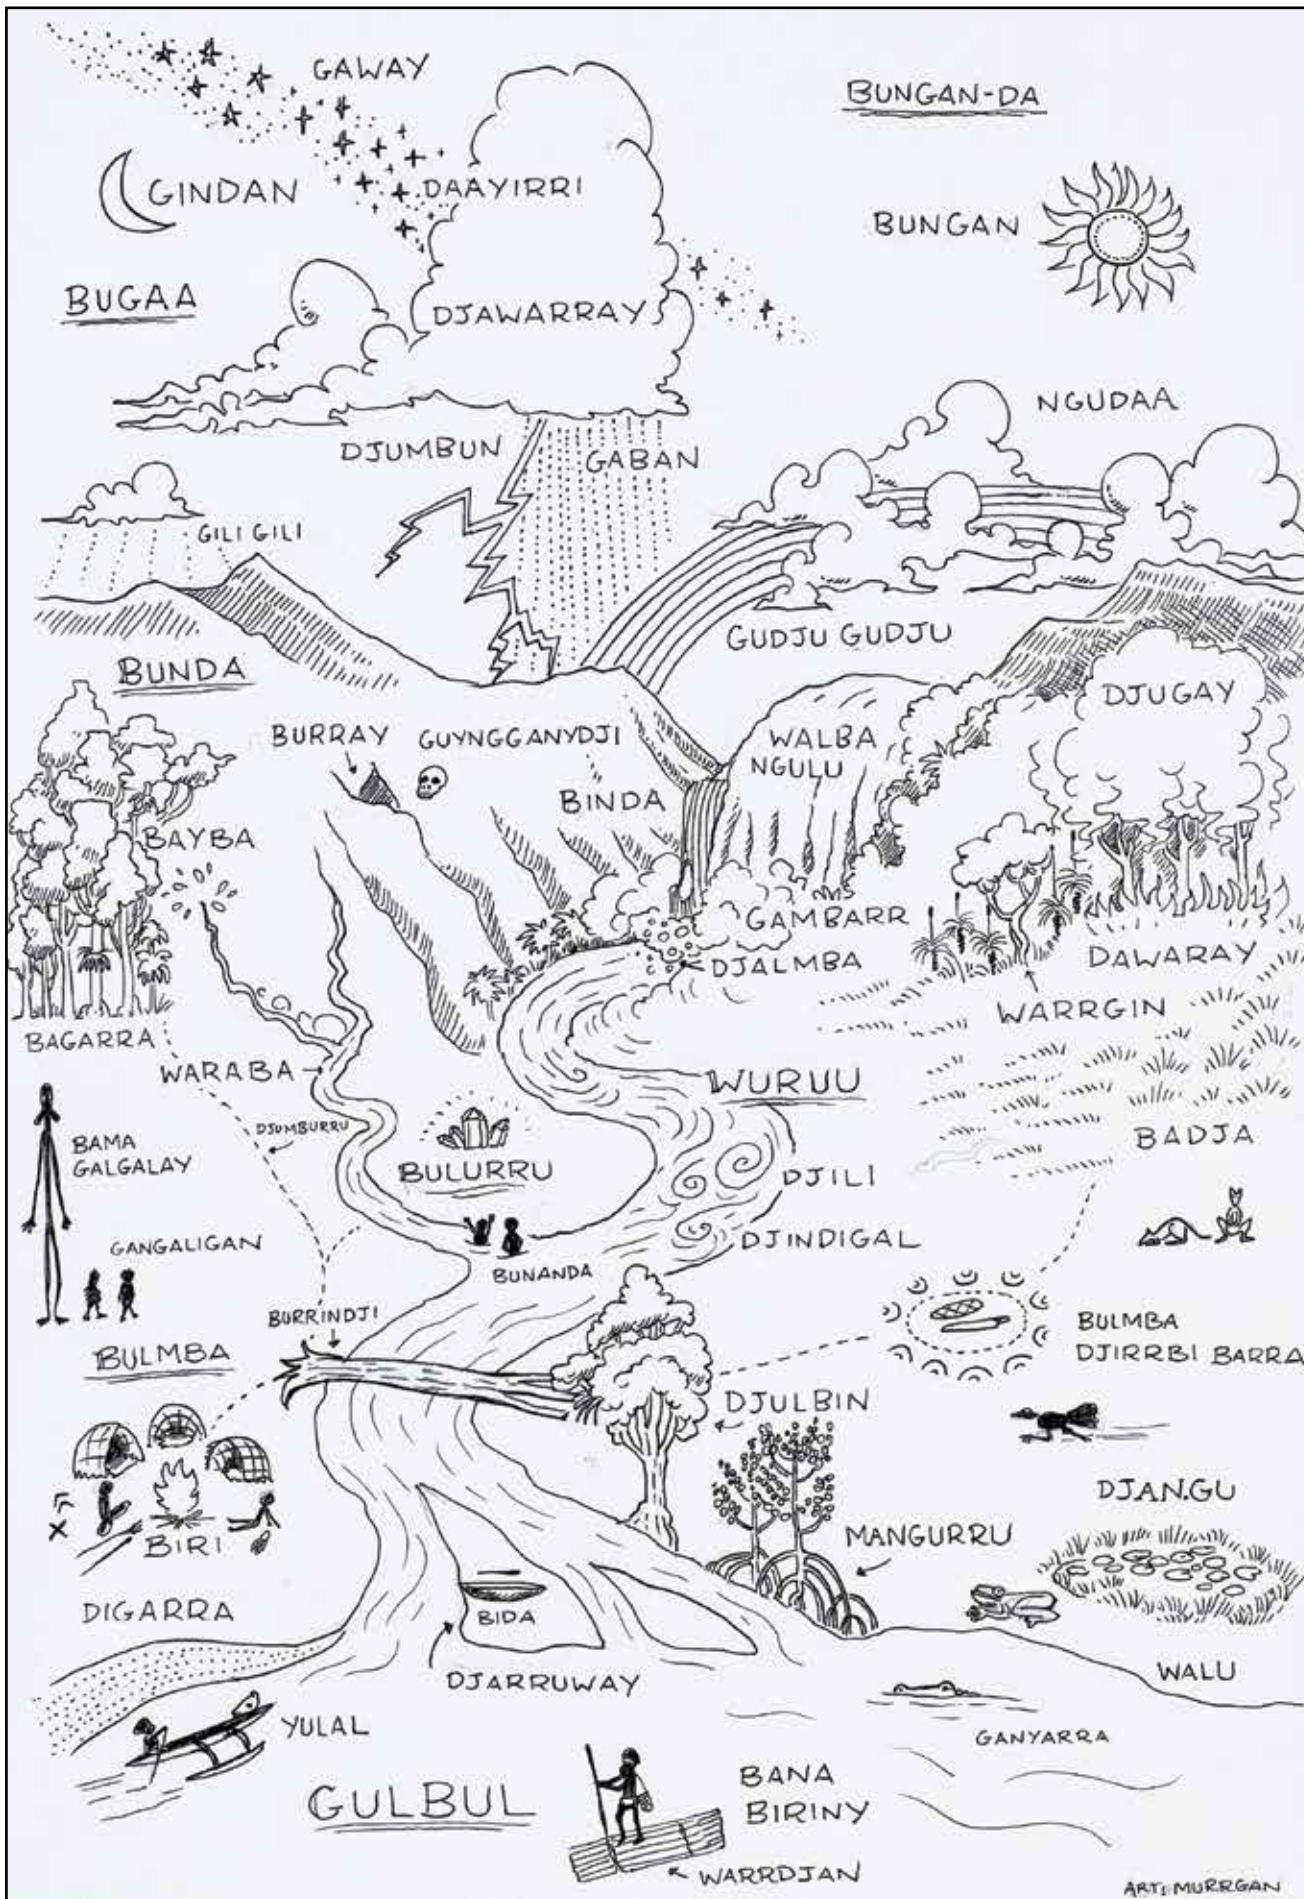 GAWAY
BUNGAN-DA
GINDAN
DAAYIRRI
BUNGAN
BUGAA
DJAWARRAY
NGUDAA
DJUMBUN
GABAN
GILI GILI
GUDJU GUDJU
BUNDA
DJUGAY
BURRAY
GUYNGGANYDJI
WALBA
NGULU
BINDA
BAYBA
GAMBARR
DJALMBA
DAWARAY
WARRGIN
BAGARRA
WARABA
WURUU
DJUMBURRU
BAMA
GALGALAY
BULURRU
BADJA
DJILI
GANGALIGAN
DJINDIGAL
BUNANDA
BURRINDJI
BULMBA
BULMBA
DJIRRBI BARRA
DJULBIN
DJAN.GU
MANGURRU
BIRI
DIGARRA
BIDA
WALU
DJARRUWAY
YULAL
GANYARRA
GULBUL
BANA
BIRINY
WARRDJAN
ART: MURRGAN